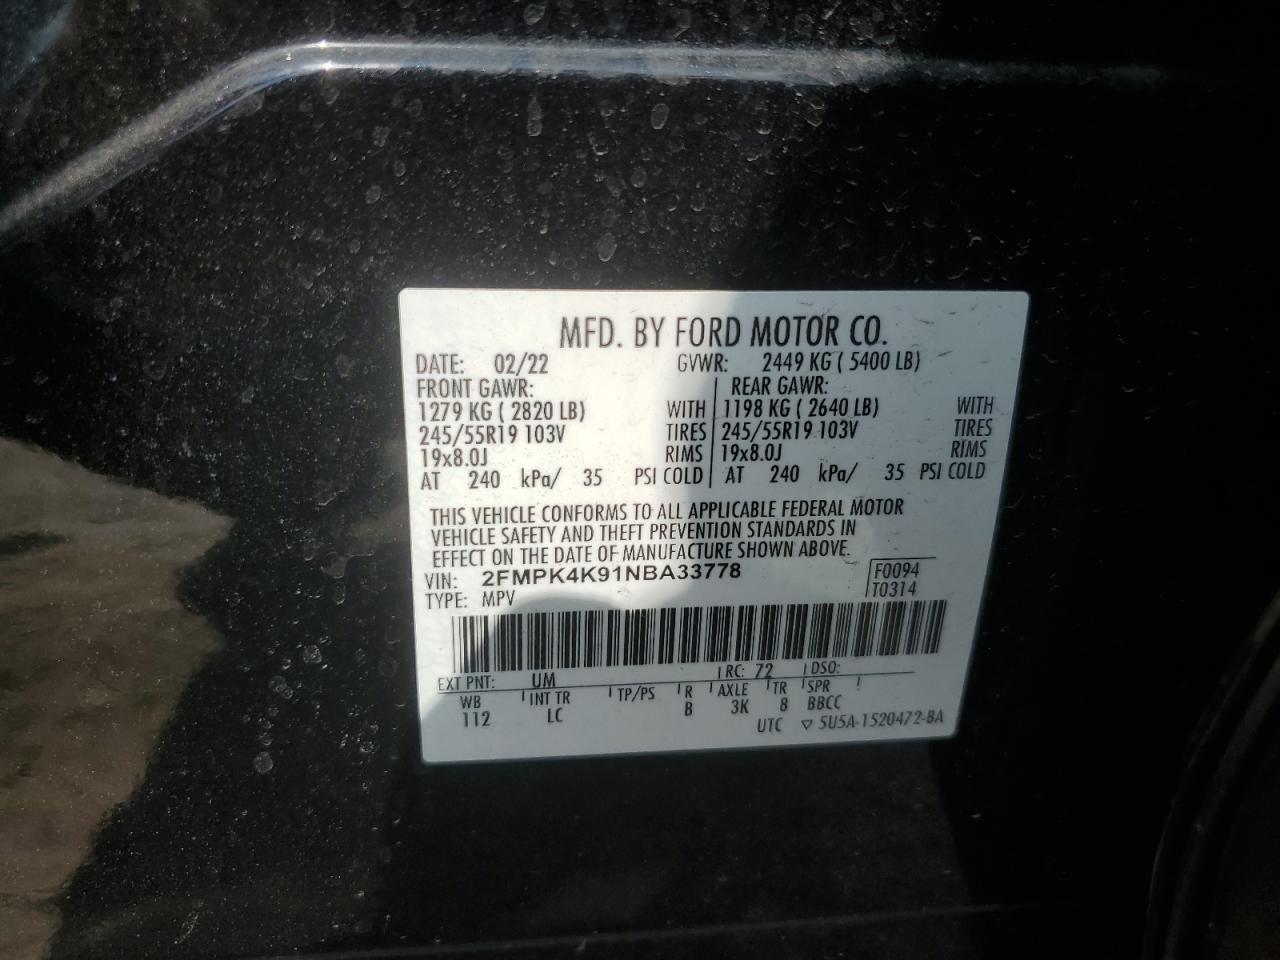 MFD. BY FORD MOTOR CO.
DATE: 02/22 GVWR: 2449 KG ( 5400 LB)
FRONT GAWR: REAR GAWR:
1279 KG ( 2820 LB) WITH 1198 KG ( 2640 LB) WITH
245/55R19 103V TIRES 245/55R19 103V TIRES
19x8.0J RIMS 19x8.0J RIMS
AT 240 kPa/ 35 PSI COLD AT 240 kPa/ 35 PSI COLD
THIS VEHICLE CONFORMS TO ALL APPLICABLE FEDERAL MOTOR
VEHICLE SAFETY AND THEFT PREVENTION STANDARDS IN
EFFECT ON THE DATE OF MANUFACTURE SHOWN ABOVE.
VIN: 2FMPK4K91NBA33778 F0094
TYPE: MPV T0314
EXT PNT: UM RC: 72 DSO:
WB INT TR TP/PS R AXLE TR SPR
112 LC B 3K 8 BBCC
UTC ▽ 5U5A-1520472-BA